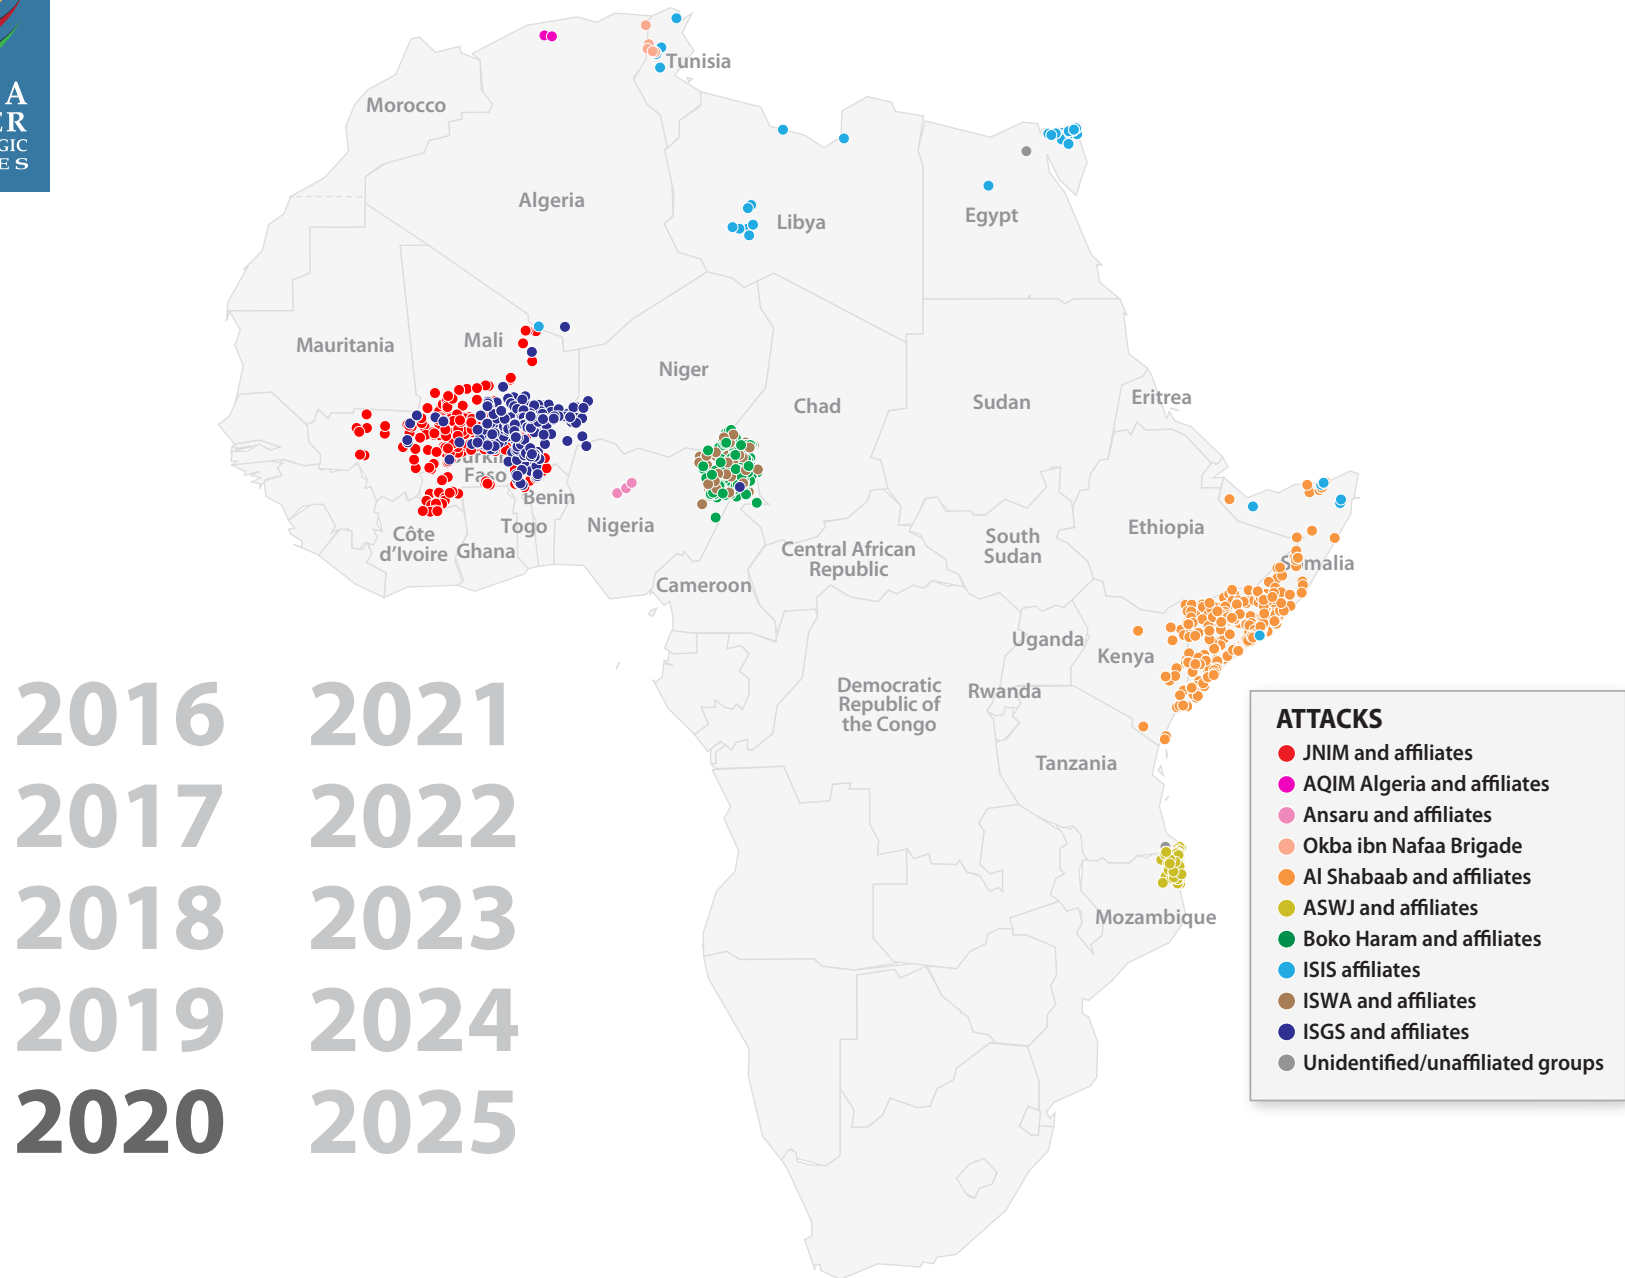 A
ER
GIC
ES
Tunisia
Morocco
Algeria
Libya
Egypt
Mauritania
Mali
Niger
Chad
Sudan
Eritrea
Faso
Benin
Togo
Nigeria
Côte
d’Ivoire
Ghana
Cameroon
Central African
Republic
South
Sudan
Ethiopia
Somalia
Uganda
Kenya
Rwanda
Democratic
Republic of
the Congo
Tanzania
Mozambique
2016 2021
2017 2022
2018 2023
2019 2024
2020 2025
ATTACKS
JNIM and affiliates
AQIM Algeria and affiliates
Ansaru and affiliates
Okba ibn Nafaa Brigade
Al Shabaab and affiliates
ASWJ and affiliates
Boko Haram and affiliates
ISIS affiliates
ISWA and affiliates
ISGS and affiliates
Unidentified/unaffiliated groups